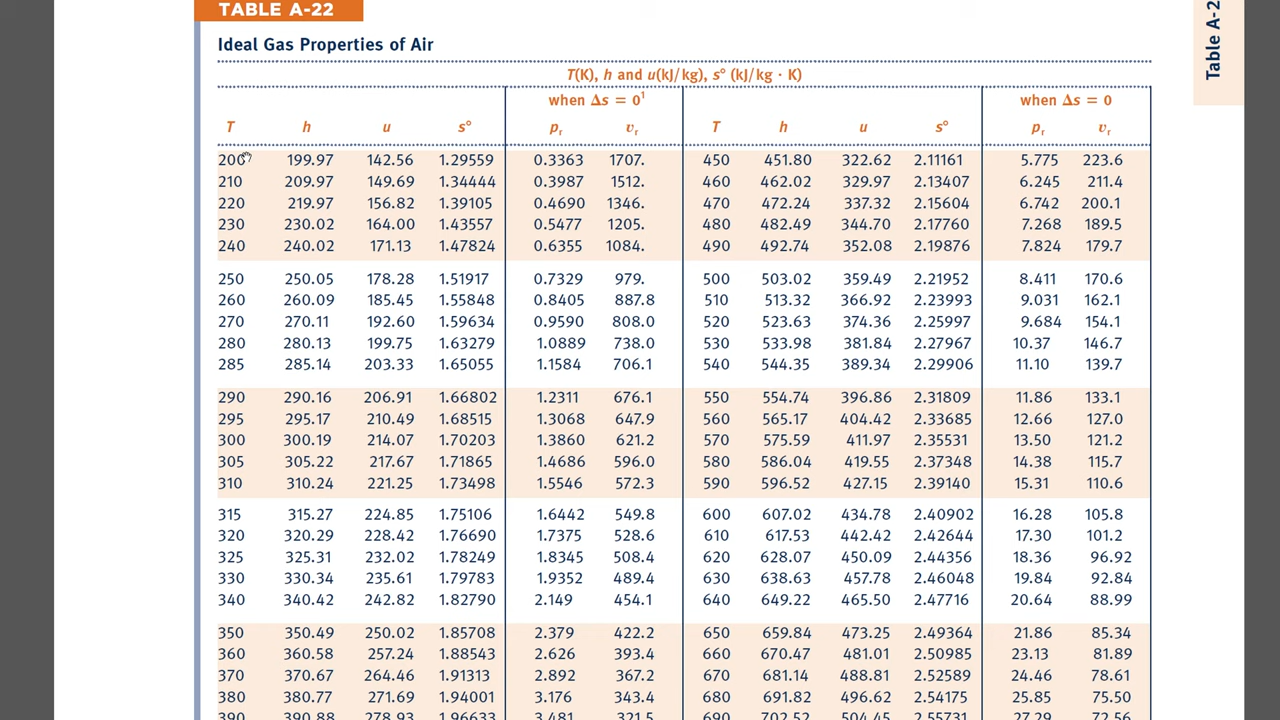 TABLE A-22
Table A-2
Ideal Gas Properties of Air
T(K), h and u(kJ/kg), s° (kJ/kg · K)
when Δs = 0¹ when Δs = 0
T h u s° pᵣ vᵣ T h u s° pᵣ vᵣ
200 199.97 142.56 1.29559 0.3363 1707. 450 451.80 322.62 2.11161 5.775 223.6
210 209.97 149.69 1.34444 0.3987 1512. 460 462.02 329.97 2.13407 6.245 211.4
220 219.97 156.82 1.39105 0.4690 1346. 470 472.24 337.32 2.15604 6.742 200.1
230 230.02 164.00 1.43557 0.5477 1205. 480 482.49 344.70 2.17760 7.268 189.5
240 240.02 171.13 1.47824 0.6355 1084. 490 492.74 352.08 2.19876 7.824 179.7
250 250.05 178.28 1.51917 0.7329 979. 500 503.02 359.49 2.21952 8.411 170.6
260 260.09 185.45 1.55848 0.8405 887.8 510 513.32 366.92 2.23993 9.031 162.1
270 270.11 192.60 1.59634 0.9590 808.0 520 523.63 374.36 2.25997 9.684 154.1
280 280.13 199.75 1.63279 1.0889 738.0 530 533.98 381.84 2.27967 10.37 146.7
285 285.14 203.33 1.65055 1.1584 706.1 540 544.35 389.34 2.29906 11.10 139.7
290 290.16 206.91 1.66802 1.2311 676.1 550 554.74 396.86 2.31809 11.86 133.1
295 295.17 210.49 1.68515 1.3068 647.9 560 565.17 404.42 2.33685 12.66 127.0
300 300.19 214.07 1.70203 1.3860 621.2 570 575.59 411.97 2.35531 13.50 121.2
305 305.22 217.67 1.71865 1.4686 596.0 580 586.04 419.55 2.37348 14.38 115.7
310 310.24 221.25 1.73498 1.5546 572.3 590 596.52 427.15 2.39140 15.31 110.6
315 315.27 224.85 1.75106 1.6442 549.8 600 607.02 434.78 2.40902 16.28 105.8
320 320.29 228.42 1.76690 1.7375 528.6 610 617.53 442.42 2.42644 17.30 101.2
325 325.31 232.02 1.78249 1.8345 508.4 620 628.07 450.09 2.44356 18.36 96.92
330 330.34 235.61 1.79783 1.9352 489.4 630 638.63 457.78 2.46048 19.84 92.84
340 340.42 242.82 1.82790 2.149 454.1 640 649.22 465.50 2.47716 20.64 88.99
350 350.49 250.02 1.85708 2.379 422.2 650 659.84 473.25 2.49364 21.86 85.34
360 360.58 257.24 1.88543 2.626 393.4 660 670.47 481.01 2.50985 23.13 81.89
370 370.67 264.46 1.91313 2.892 367.2 670 681.14 488.81 2.52589 24.46 78.61
380 380.77 271.69 1.94001 3.176 343.4 680 691.82 496.62 2.54175 25.85 75.50
390 390.88 278.93 1.96633 3.481 321.5 690 702.52 504.45 2.55731 27.29 72.56